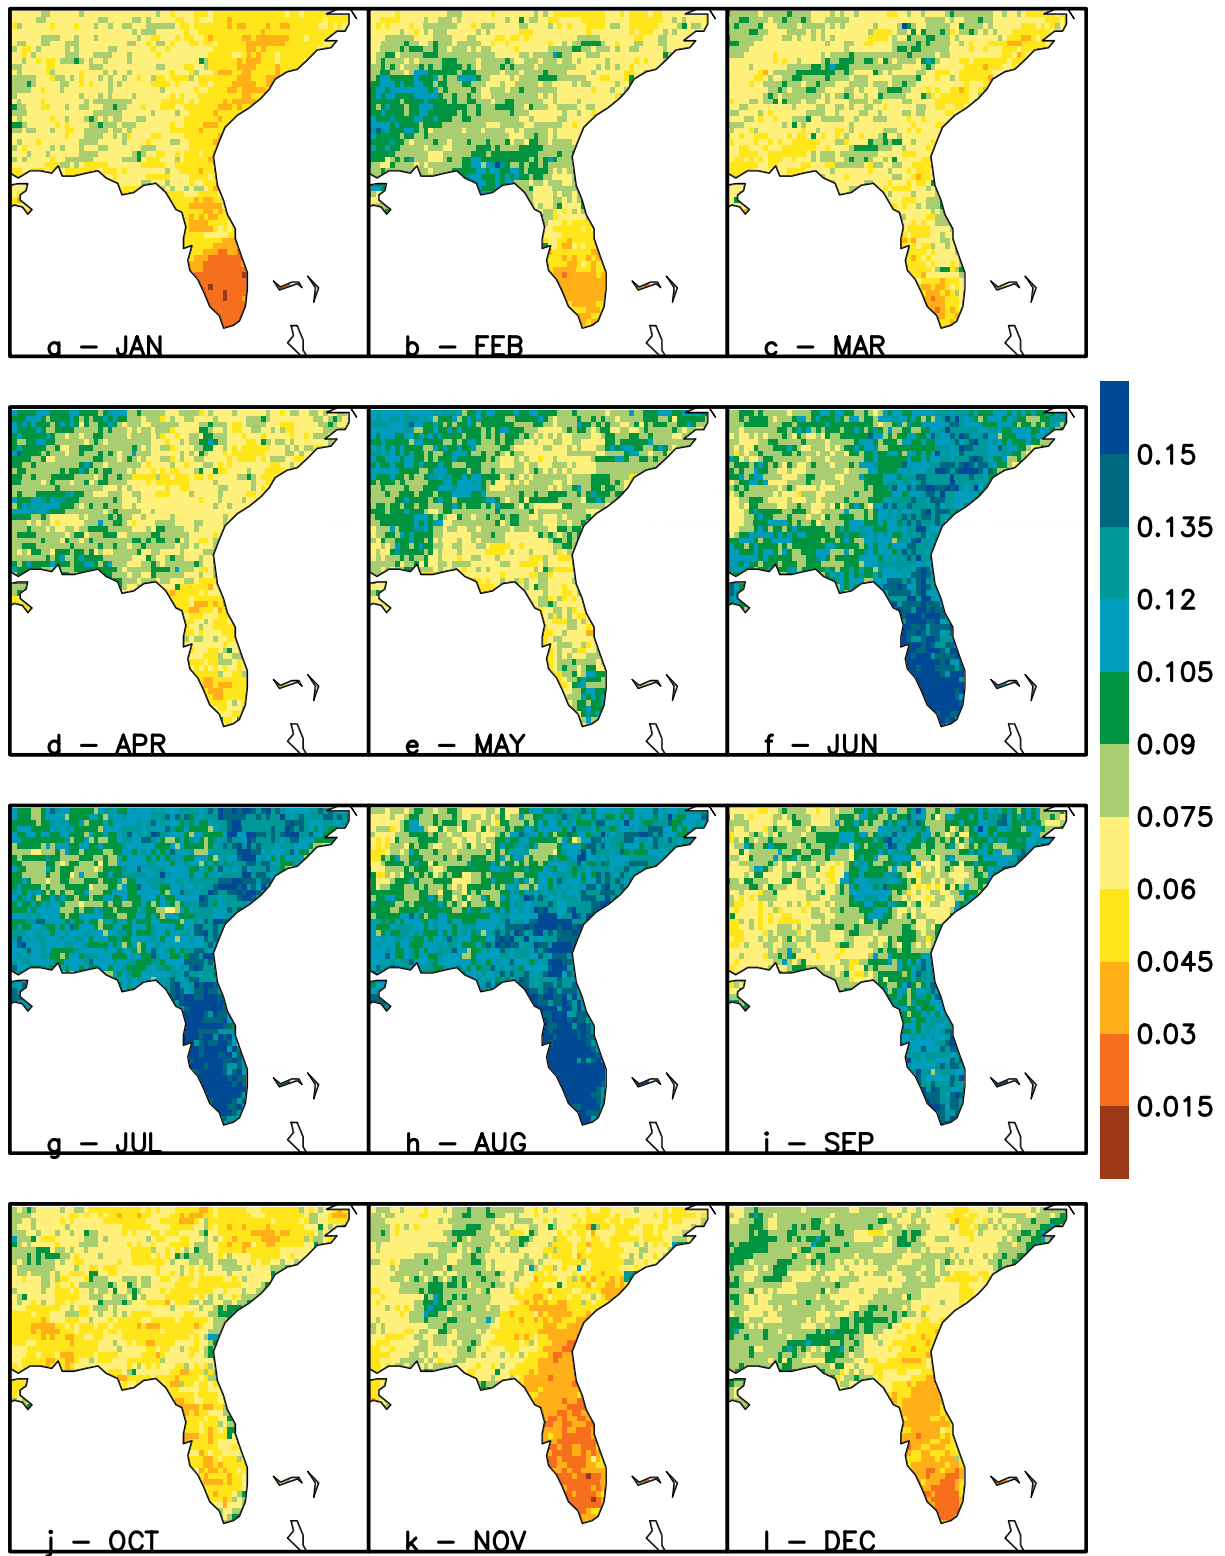 a – JAN
b – FEB
c – MAR
d – APR
e – MAY
f – JUN
0.15
0.135
0.12
0.105
0.09
0.075
0.06
0.045
0.03
0.015
g – JUL
h – AUG
i – SEP
j – OCT
k – NOV
l – DEC